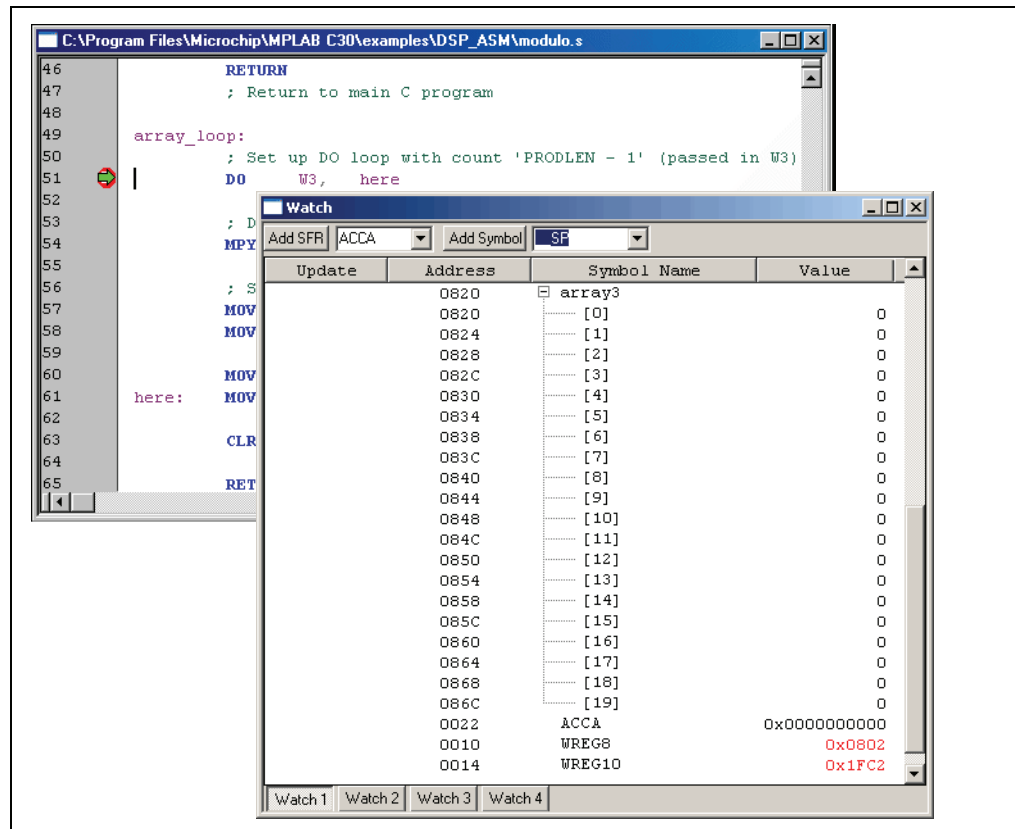 C:\Program Files\Microchip\MPLAB C30\examples\DSP_ASM\modulo.s
46 RETURN
47 ; Return to main C program
48
49 array_loop:
50 ; Set up DO loop with count 'PRODLEN - 1' (passed in W3)
51 DO W3, here
52
53 ; D
54 MPY
55
56 ; S
57 MOV
58 MOV
59
60 MOV
61 here: MOV
62
63 CLR
64
65 RET
Watch
Add SFR ACCA Add Symbol _SP
Update Address Symbol Name Value
0820 array3
0820 [0] 0
0824 [1] 0
0828 [2] 0
082C [3] 0
0830 [4] 0
0834 [5] 0
0838 [6] 0
083C [7] 0
0840 [8] 0
0844 [9] 0
0848 [10] 0
084C [11] 0
0850 [12] 0
0854 [13] 0
0858 [14] 0
085C [15] 0
0860 [16] 0
0864 [17] 0
0868 [18] 0
086C [19] 0
0022 ACCA 0x0000000000
0010 WREG8 0x0802
0014 WREG10 0x1FC2
Watch 1 Watch 2 Watch 3 Watch 4